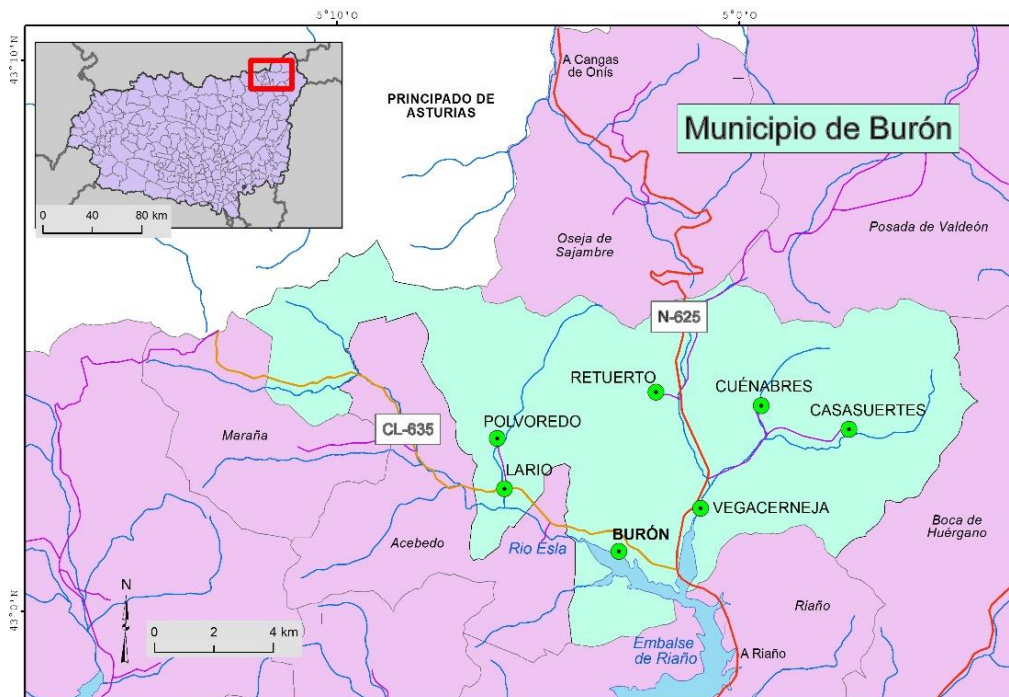 5°10'O
5°0'O
43°10'N
A Cangas
de Onís
PRINCIPADO DE
ASTURIAS
Municipio de Burón
0 40 80 km
Oseja de
Sajambre
Posada de Valdeón
N-625
RETUERTO
CUÉNABRES
CASASUERTES
POLVOREDO
CL-635
Maraña
LARIO
VEGACERNEJA
BURÓN
Boca de
Huérgano
Acebedo
Rio Esla
Riaño
43°0'N
N
0 2 4 km
Embalse
de Riaño
A Riaño